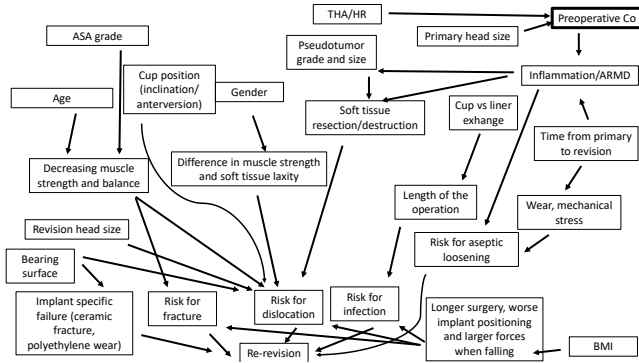 THA/HR
Preoperative Co
ASA grade
Primary head size
Pseudotumor
grade and size
Cup position
(inclination/
anterversion)
Inflammation/ARMD
Age
Gender
Soft tissue
resection/destruction
Cup vs liner
exhange
Time from primary
to revision
Decreasing muscle
strength and balance
Difference in muscle strength
and soft tissue laxity
Length of the
operation
Wear, mechanical
stress
Revision head size
Risk for aseptic
loosening
Bearing
surface
Implant specific
failure (ceramic
fracture,
polyethylene wear)
Risk for
fracture
Risk for
dislocation
Risk for
infection
Longer surgery, worse
implant positioning
and larger forces
when falling
BMI
Re-revision